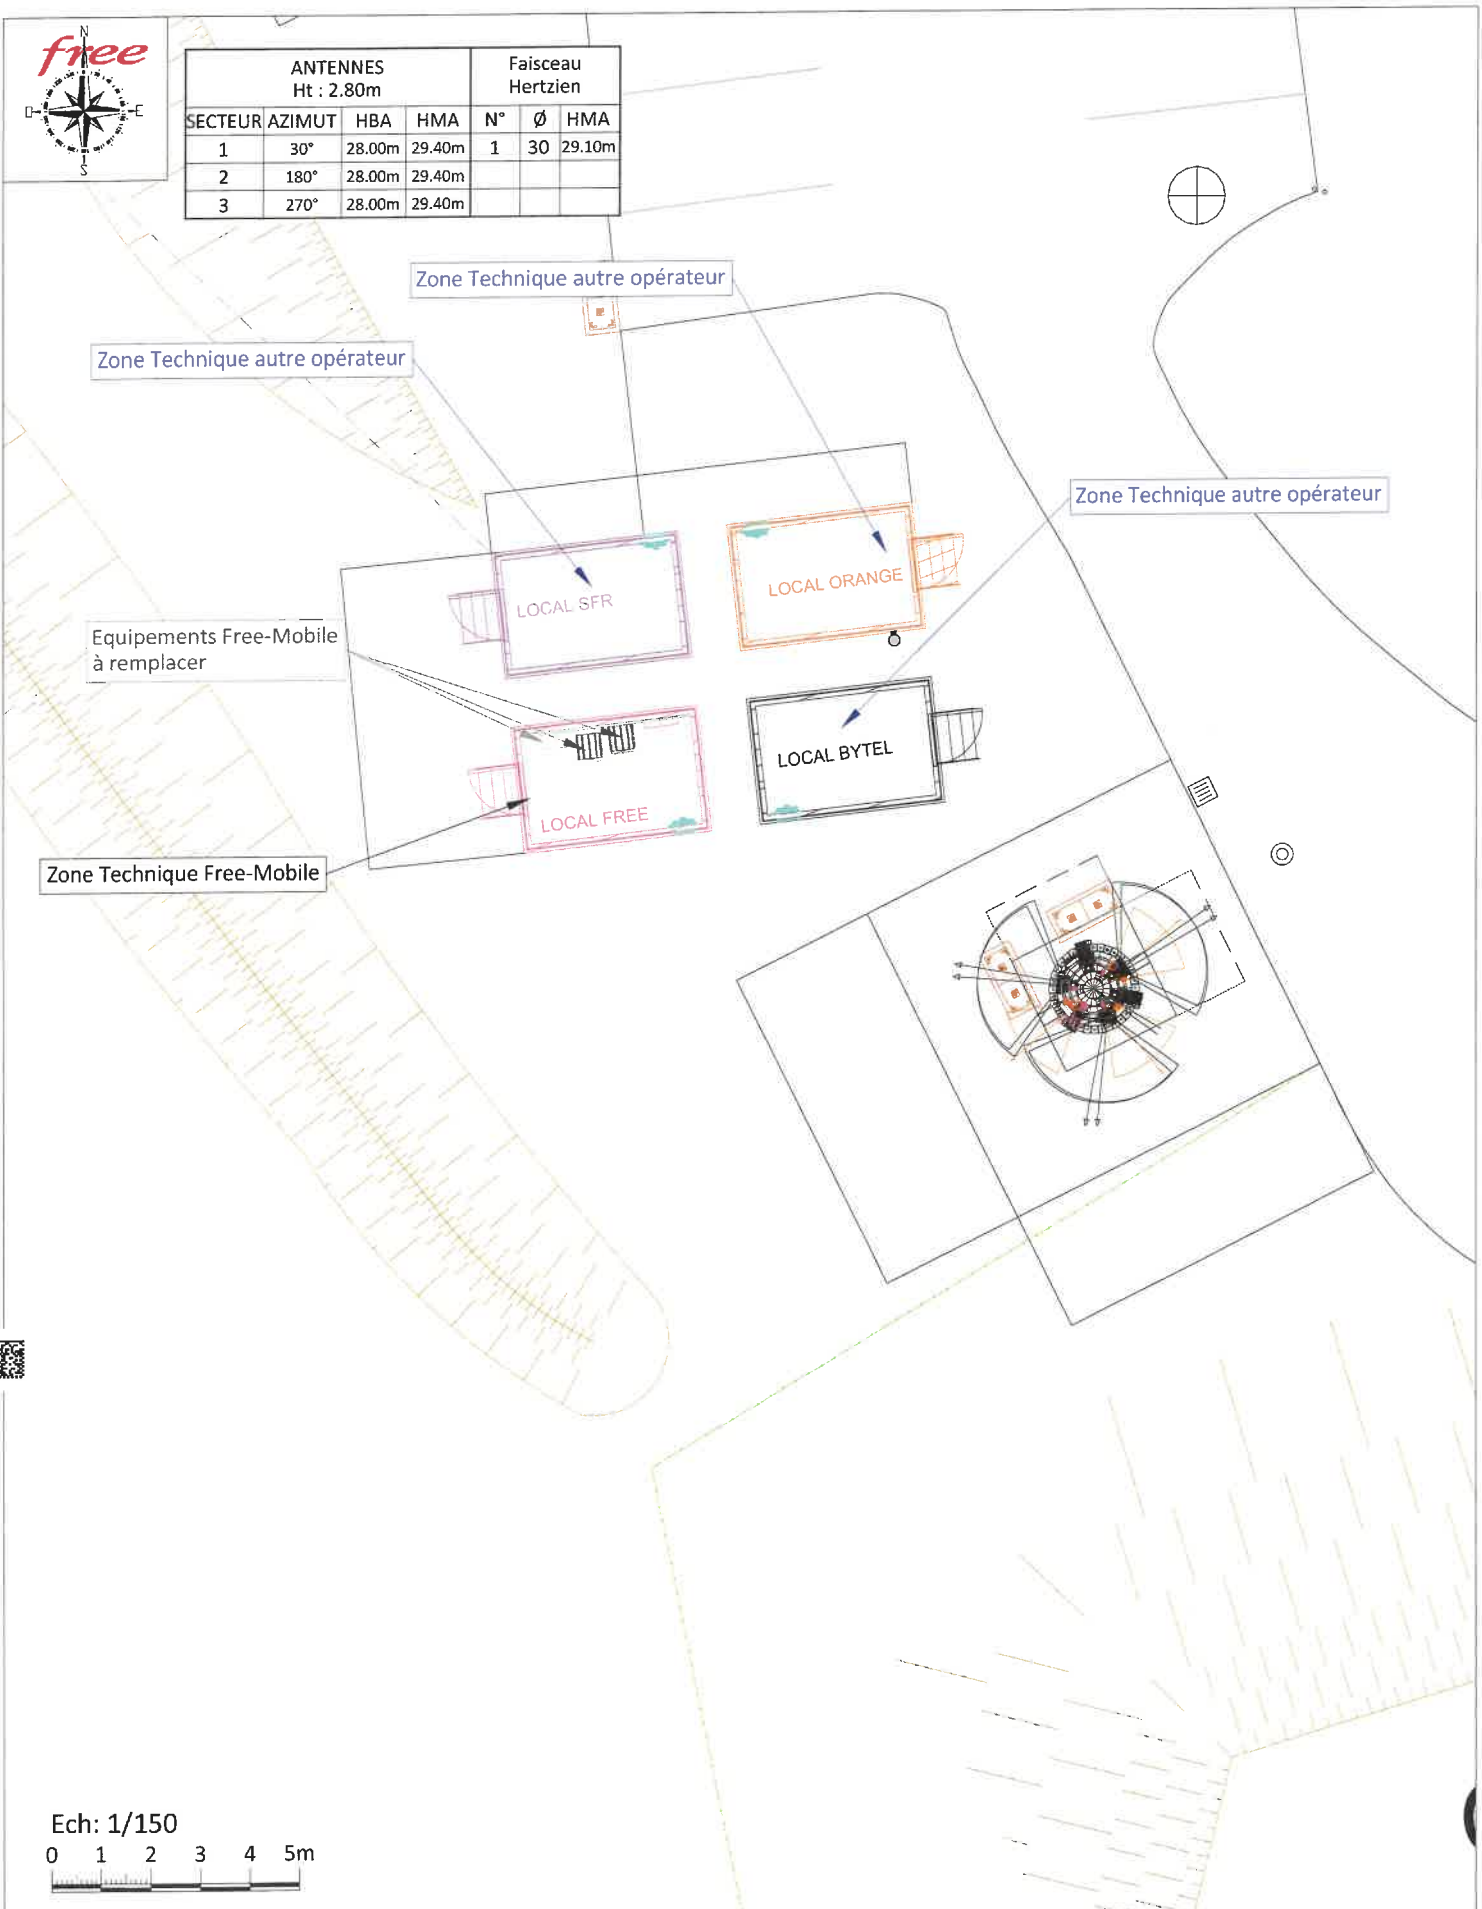 free
N
E
S
ANTENNES
Ht : 2.80m
Faisceau
Hertzien
SECTEUR AZIMUT HBA HMA N° Ø HMA
1 30° 28.00m 29.40m 1 30 29.10m
2 180° 28.00m 29.40m
3 270° 28.00m 29.40m
Zone Technique autre opérateur
Zone Technique autre opérateur
Zone Technique autre opérateur
LOCAL SFR
LOCAL ORANGE
Equipements Free-Mobile
à remplacer
LOCAL BYTEL
LOCAL FREE
Zone Technique Free-Mobile
Ech: 1/150
0 1 2 3 4 5m